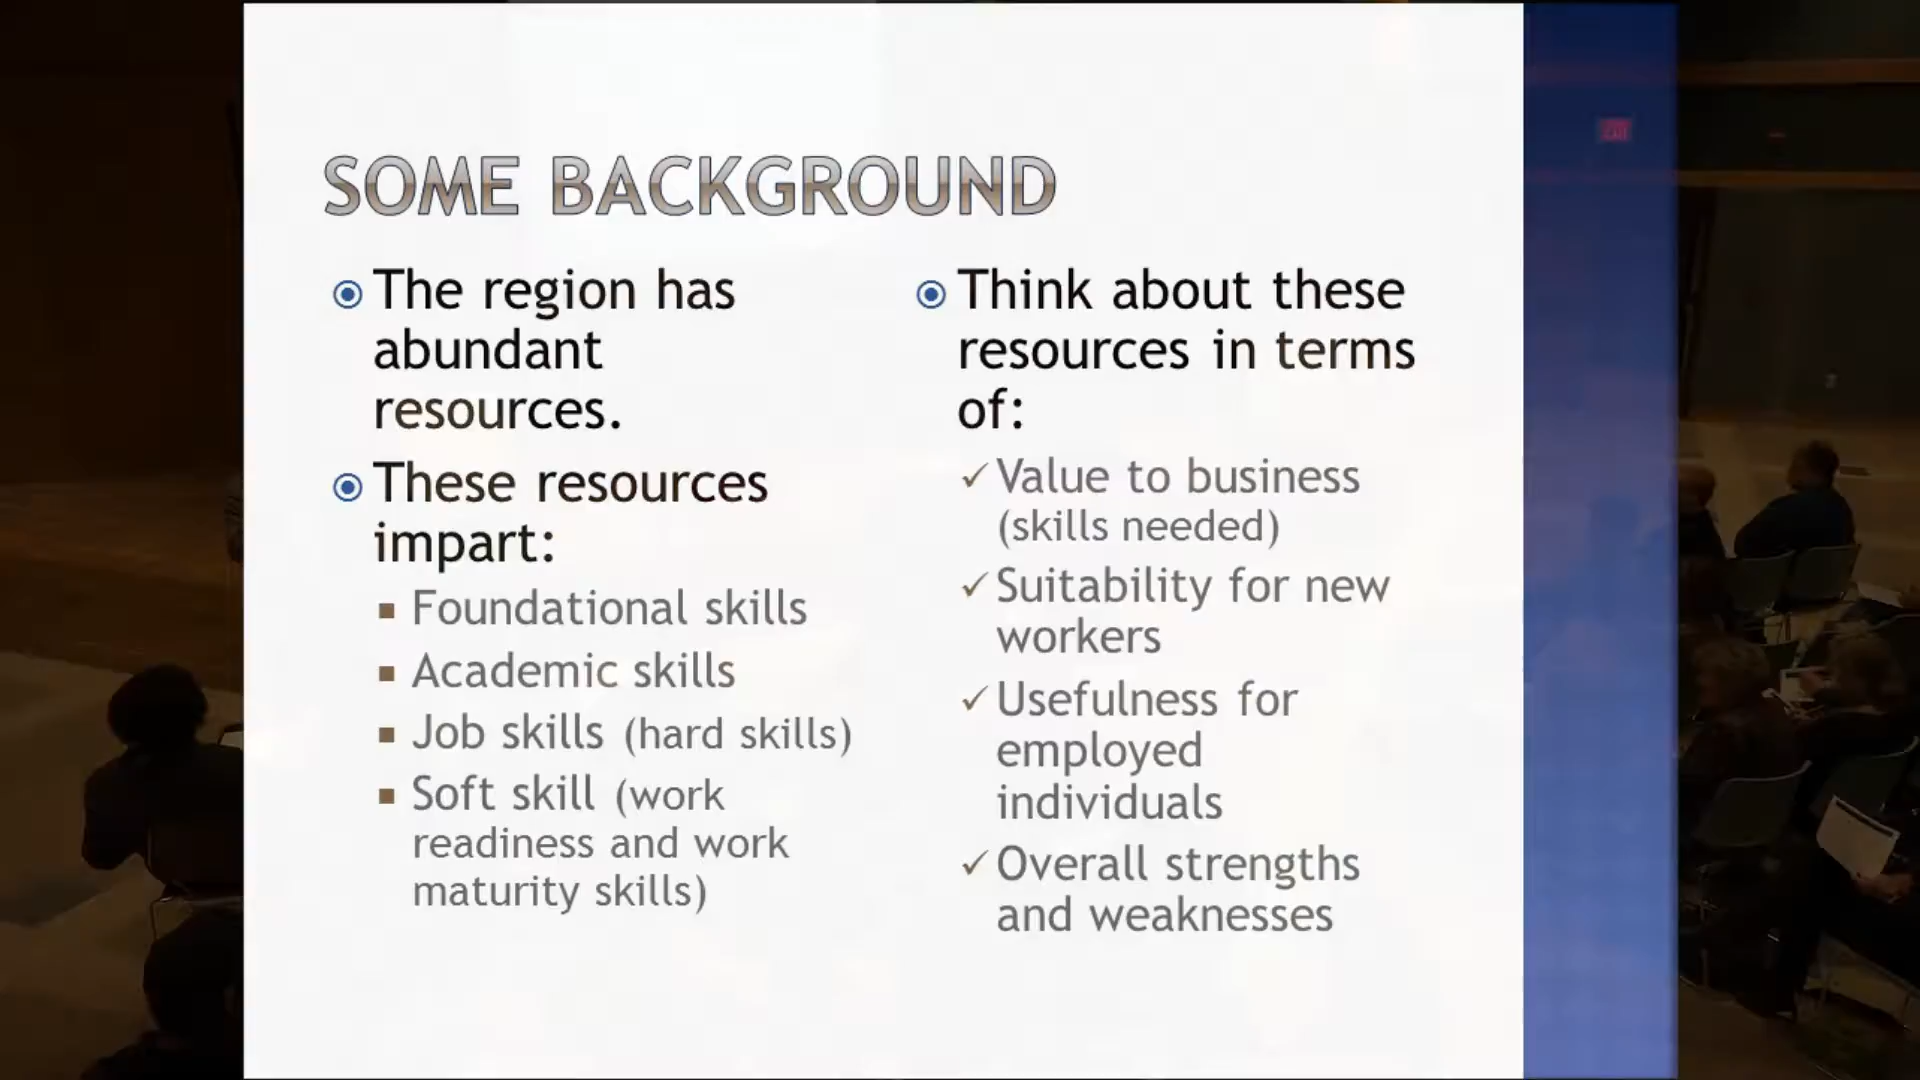 SOME BACKGROUND
The region has
abundant
resources.
These resources
impart:
Foundational skills
Academic skills
Job skills (hard skills)
Soft skill (work
readiness and work
maturity skills)
Think about these
resources in terms
of:
Value to business
(skills needed)
Suitability for new
workers
Usefulness for
employed
individuals
Overall strengths
and weaknesses
EXIT